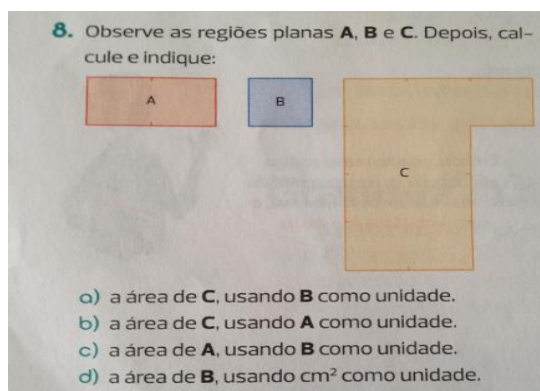 8. Observe as regiões planas A, B e C. Depois, cal-
cule e indique:
A
B
C
a) a área de C, usando B como unidade.
b) a área de C, usando A como unidade.
c) a área de A, usando B como unidade.
d) a área de B, usando cm² como unidade.